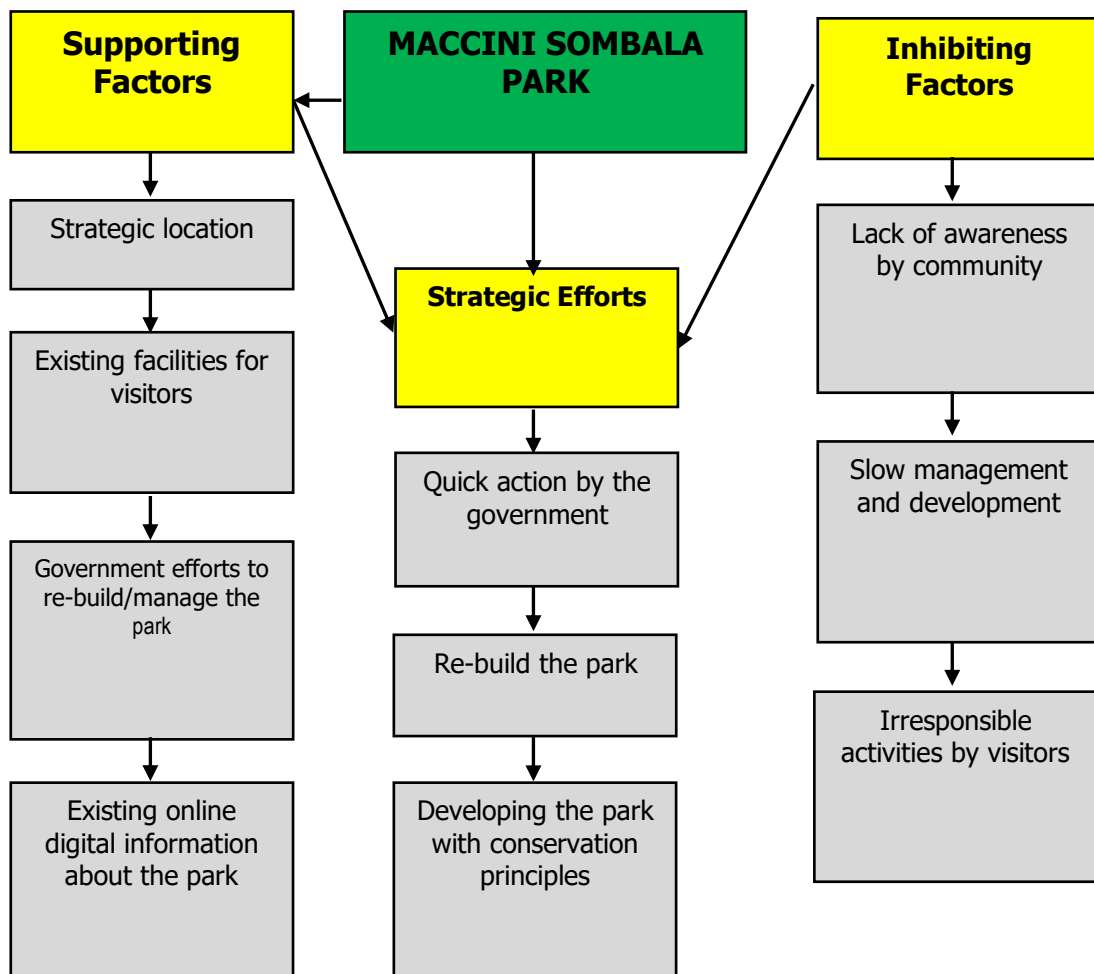 Supporting
Factors
MACCINI SOMBALA
PARK
Inhibiting
Factors
Strategic location
Existing facilities for
visitors
Government efforts to
re-build/manage the
park
Existing online
digital information
about the park
Strategic Efforts
Quick action by the
government
Re-build the park
Developing the park
with conservation
principles
Lack of awareness
by community
Slow management
and development
Irresponsible
activities by visitors